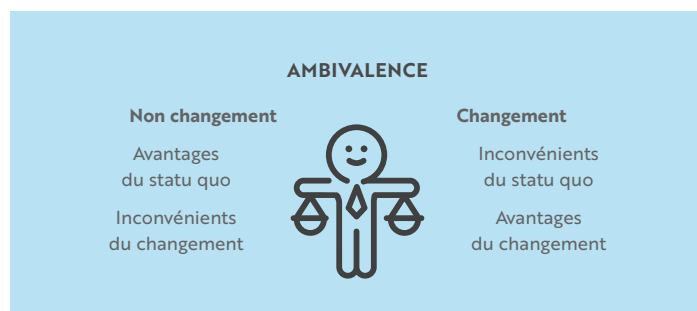 AMBIVALENCE
Non changement
Avantages
du statu quo
Inconvénients
du changement
Changement
Inconvénients
du statu quo
Avantages
du changement